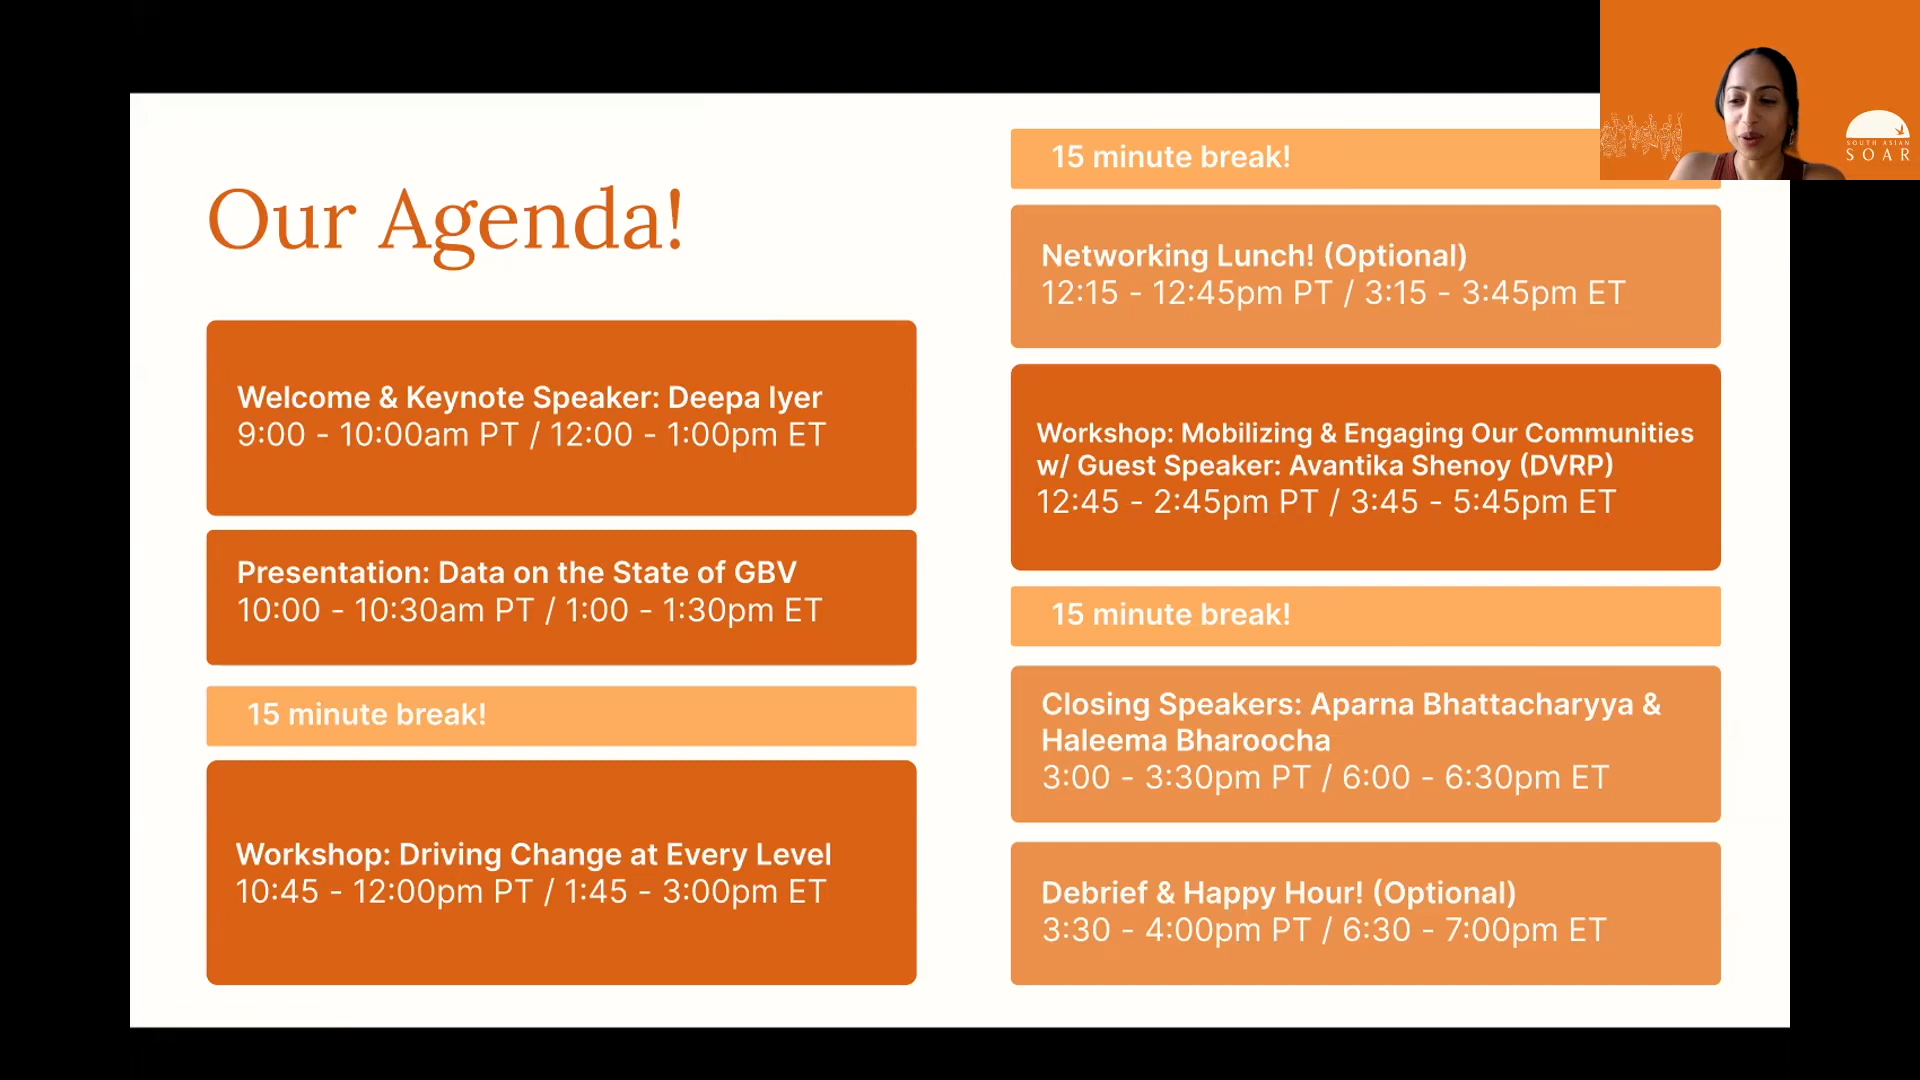 Our Agenda!
Welcome & Keynote Speaker: Deepa Iyer
9:00 - 10:00am PT / 12:00 - 1:00pm ET
Presentation: Data on the State of GBV
10:00 - 10:30am PT / 1:00 - 1:30pm ET
15 minute break!
Workshop: Driving Change at Every Level
10:45 - 12:00pm PT / 1:45 - 3:00pm ET
15 minute break!
Networking Lunch! (Optional)
12:15 - 12:45pm PT / 3:15 - 3:45pm ET
Workshop: Mobilizing & Engaging Our Communities
w/ Guest Speaker: Avantika Shenoy (DVRP)
12:45 - 2:45pm PT / 3:45 - 5:45pm ET
15 minute break!
Closing Speakers: Aparna Bhattacharyya &
Haleema Bharoocha
3:00 - 3:30pm PT / 6:00 - 6:30pm ET
Debrief & Happy Hour! (Optional)
3:30 - 4:00pm PT / 6:30 - 7:00pm ET
SOUTH ASIAN
SOAR